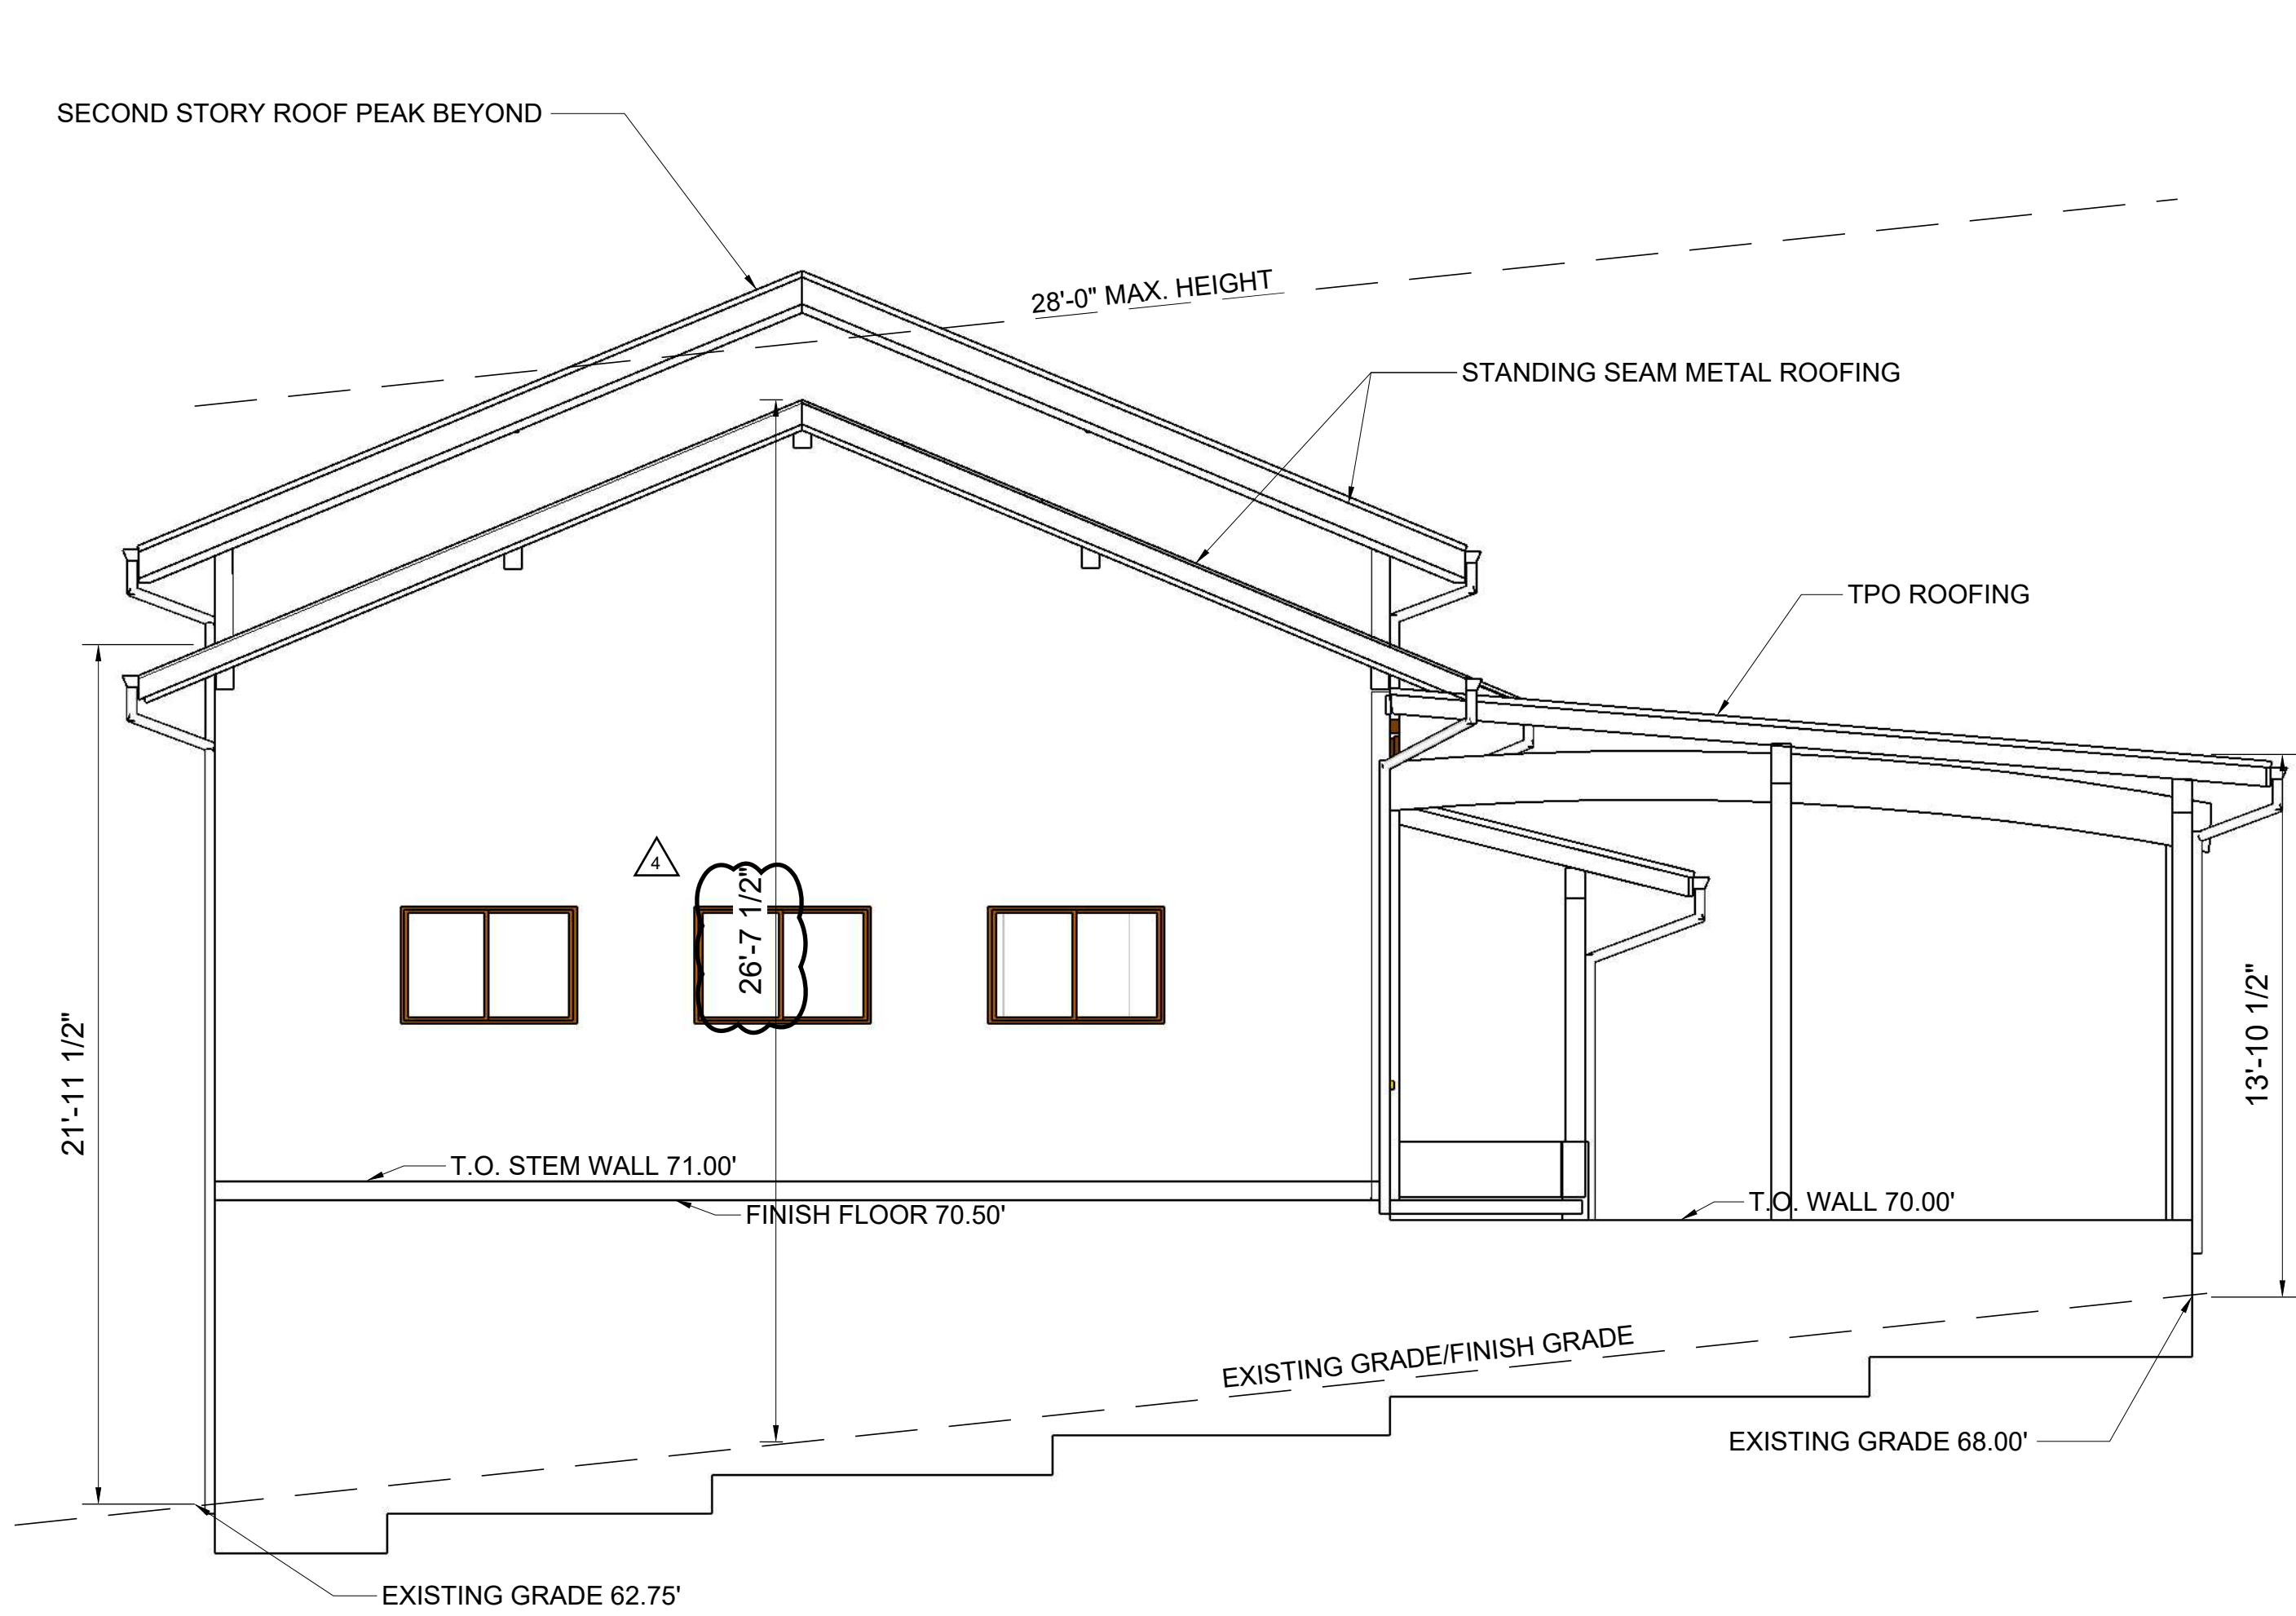 SECOND STORY ROOF PEAK BEYOND
28'-0" MAX. HEIGHT
STANDING SEAM METAL ROOFING
TPO ROOFING
4
26'-7 1/2"
21'-11 1/2"
13'-10 1/2"
T.O. STEM WALL 71.00'
FINISH FLOOR 70.50'
T.O. WALL 70.00'
EXISTING GRADE/FINISH GRADE
EXISTING GRADE 68.00'
EXISTING GRADE 62.75'